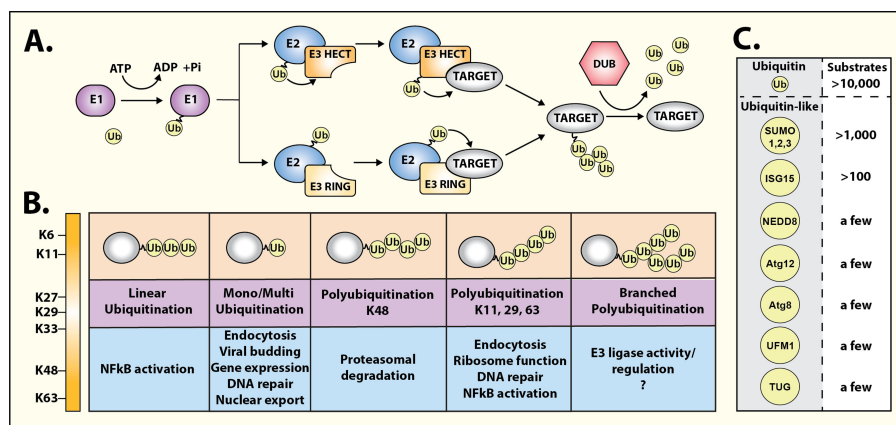 A.
ATP
ADP +Pi
E1
E1
Ub
Ub
E2
E3 HECT
Ub
E2
E3 HECT
TARGET
Ub
Ub
E2
E3 RING
Ub
E2
TARGET
E3 RING
DUB
Ub
Ub
Ub
Ub
Ub
TARGET
TARGET
Ub
Ub
Ub
Ub
Ub
B.
K6
K11
K27
K29
K33
K48
K63
Ub Ub Ub
Ub
Ub Ub Ub Ub
Ub Ub Ub Ub
Ub Ub Ub Ub Ub Ub Ub
Linear
Ubiquitination
Mono/Multi
Ubiquitination
Polyubiquitination
K48
Polyubiquitination
K11, 29, 63
Branched
Polyubiquitination
NFkB activation
Endocytosis
Viral budding
Gene expression
DNA repair
Nuclear export
Proteasomal
degradation
Endocytosis
Ribosome function
DNA repair
NFkB activation
E3 ligase activity/
regulation
?
C.
Ubiquitin
Ub
Substrates
>10,000
Ubiquitin-like
SUMO
1,2,3
>1,000
ISG15
>100
NEDD8
a few
Atg12
a few
Atg8
a few
UFM1
a few
TUG
a few